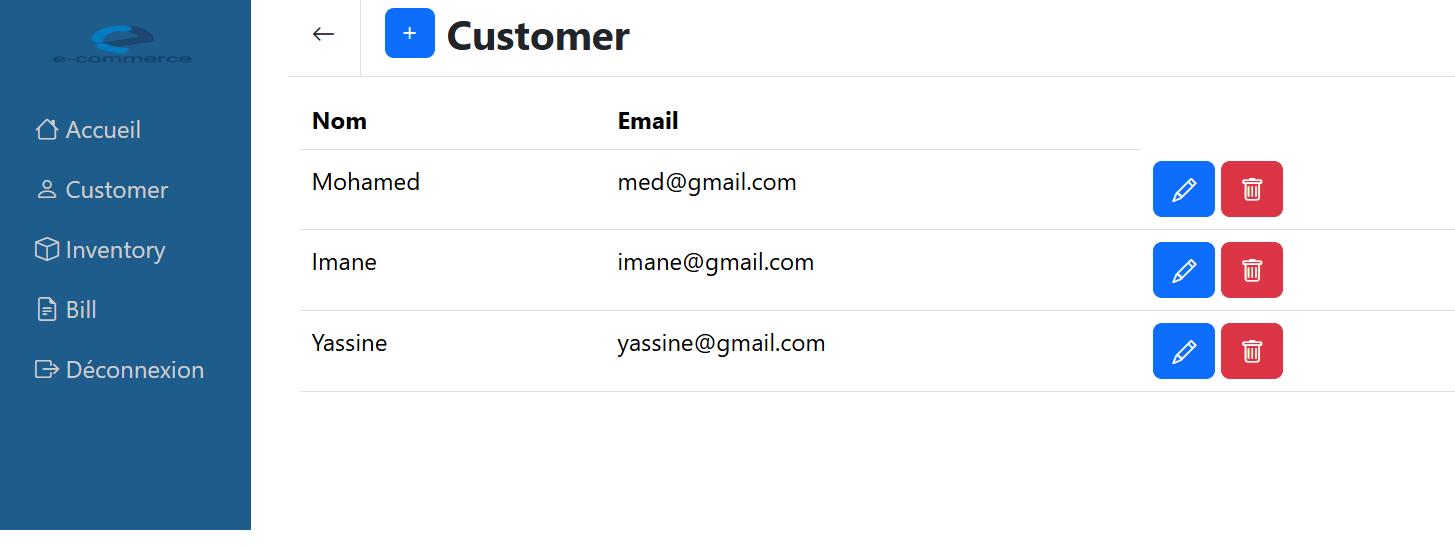 e-commerce
Accueil
Customer
Inventory
Bill
Déconnexion
+ Customer
Nom Email
Mohamed med@gmail.com
Imane imane@gmail.com
Yassine yassine@gmail.com